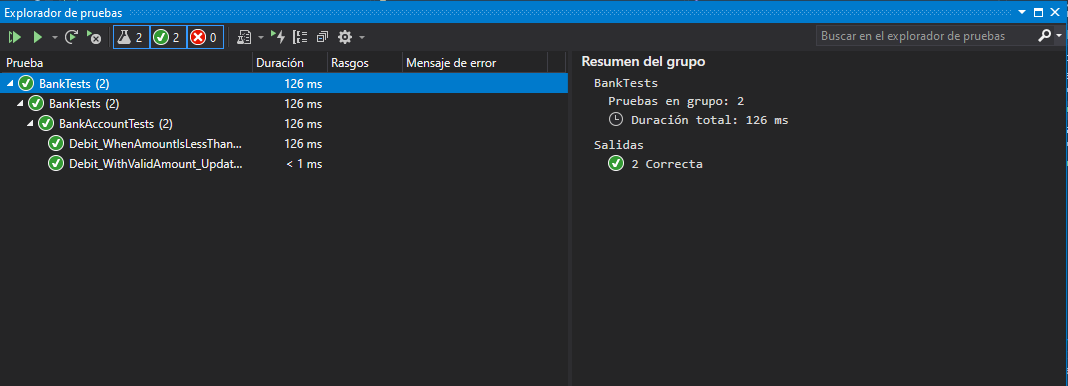 Explorador de pruebas
2 2 0 Buscar en el explorador de pruebas
Prueba Duración Rasgos Mensaje de error
BankTests (2) 126 ms
BankTests (2) 126 ms
BankAccountTests (2) 126 ms
Debit_WhenAmountIsLessThan... 126 ms
Debit_WithValidAmount_Updat... < 1 ms
Resumen del grupo
BankTests
Pruebas en grupo: 2
Duración total: 126 ms
Salidas
2 Correcta